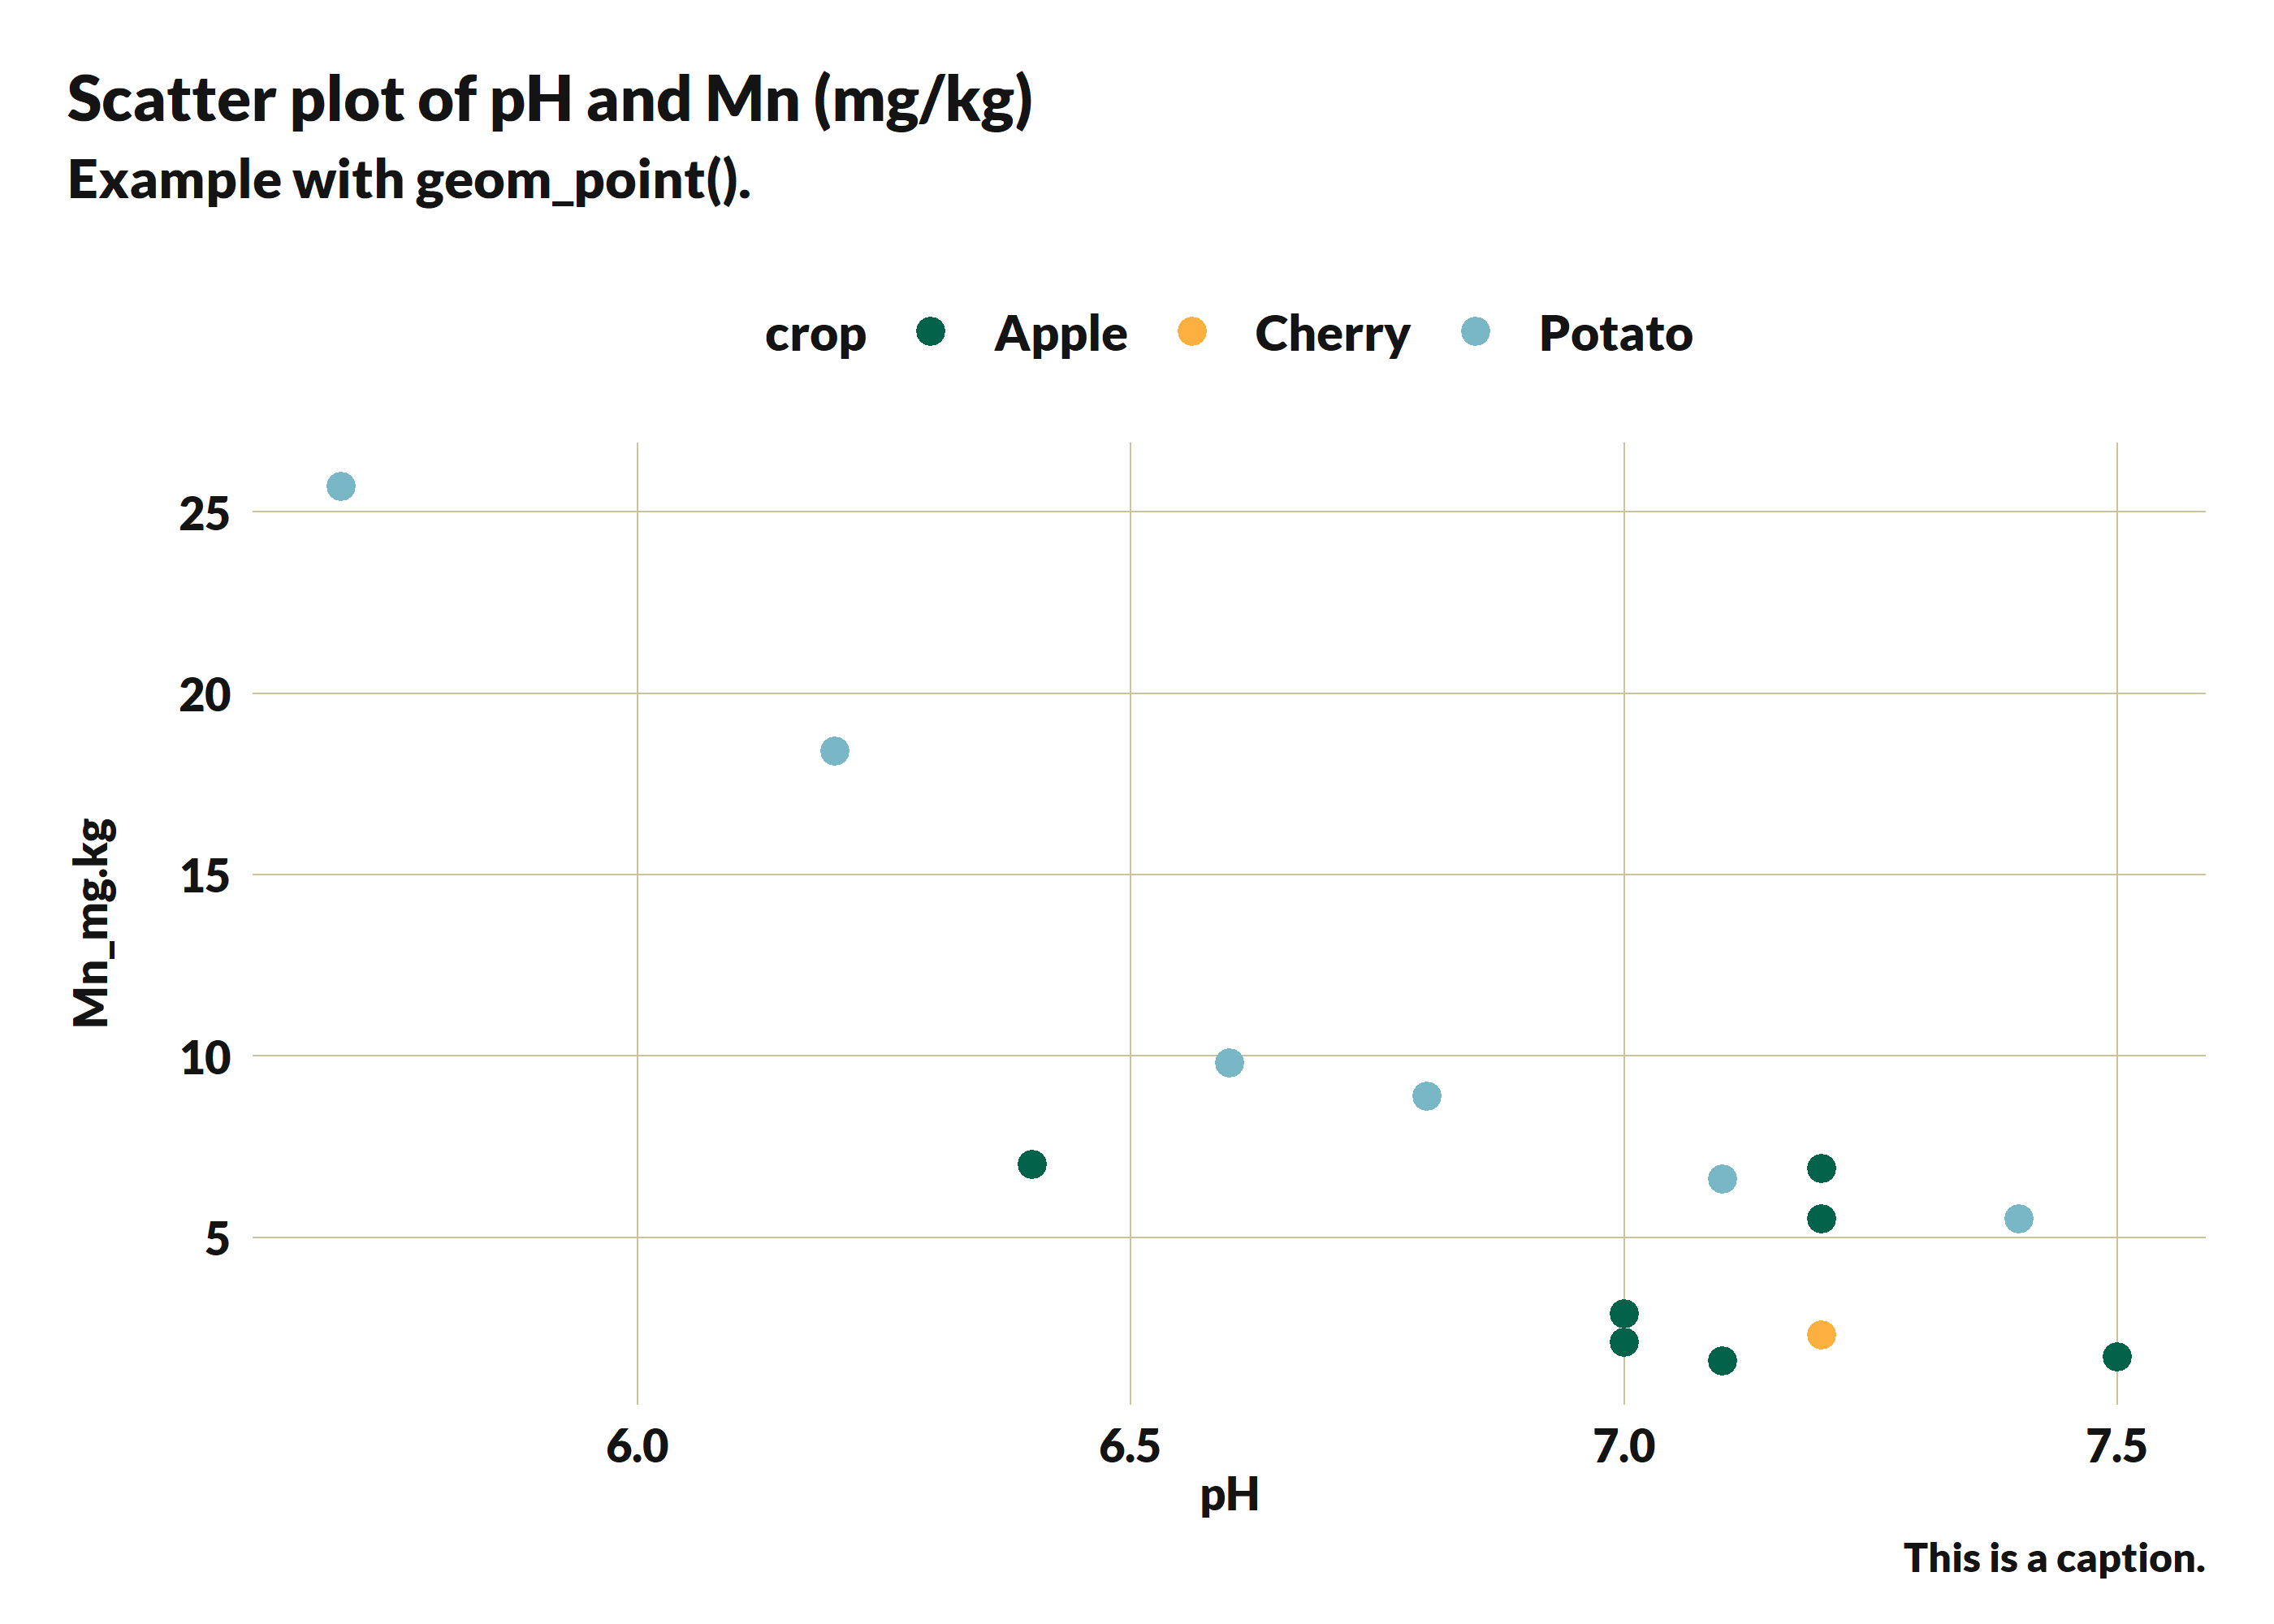 Scatter plot of pH and Mn (mg/kg)
Example with geom_point().
crop Apple Cherry Potato
25
20
15
10
5
Mn_mg.kg
6.0 6.5 7.0 7.5
pH
This is a caption.